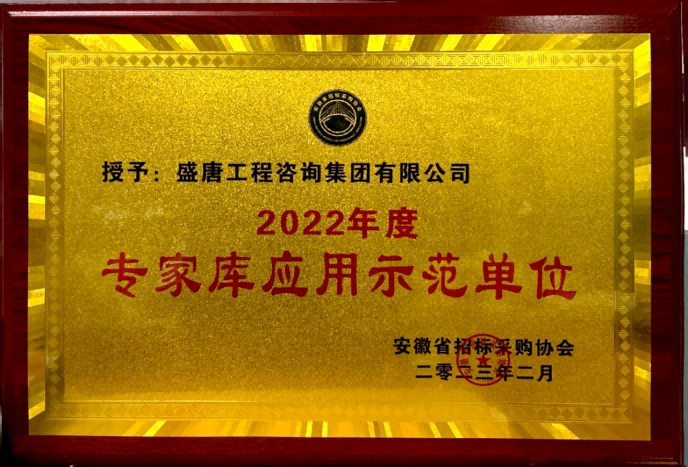 授予：盛唐工程咨询集团有限公司
2022年度
专家库应用示范单位
安徽省招标采购协会
二零二三年二月